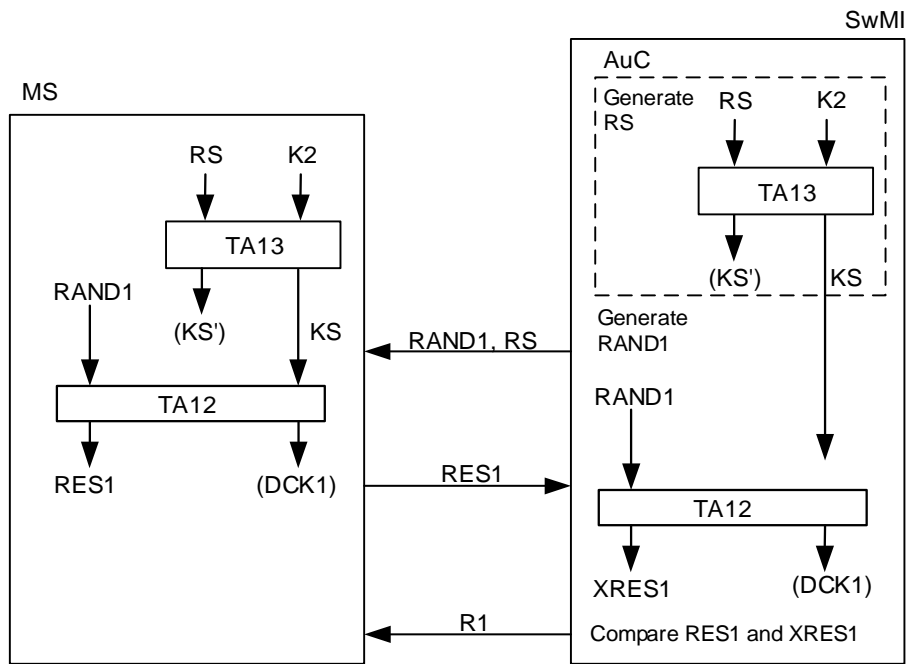 SwMI
MS
RS
K2
TA13
RAND1
(KS')
KS
TA12
RES1
(DCK1)
RAND1, RS
RES1
R1
AuC
Generate
RS
RS
K2
TA13
(KS')
KS
Generate
RAND1
RAND1
TA12
XRES1
(DCK1)
Compare RES1 and XRES1